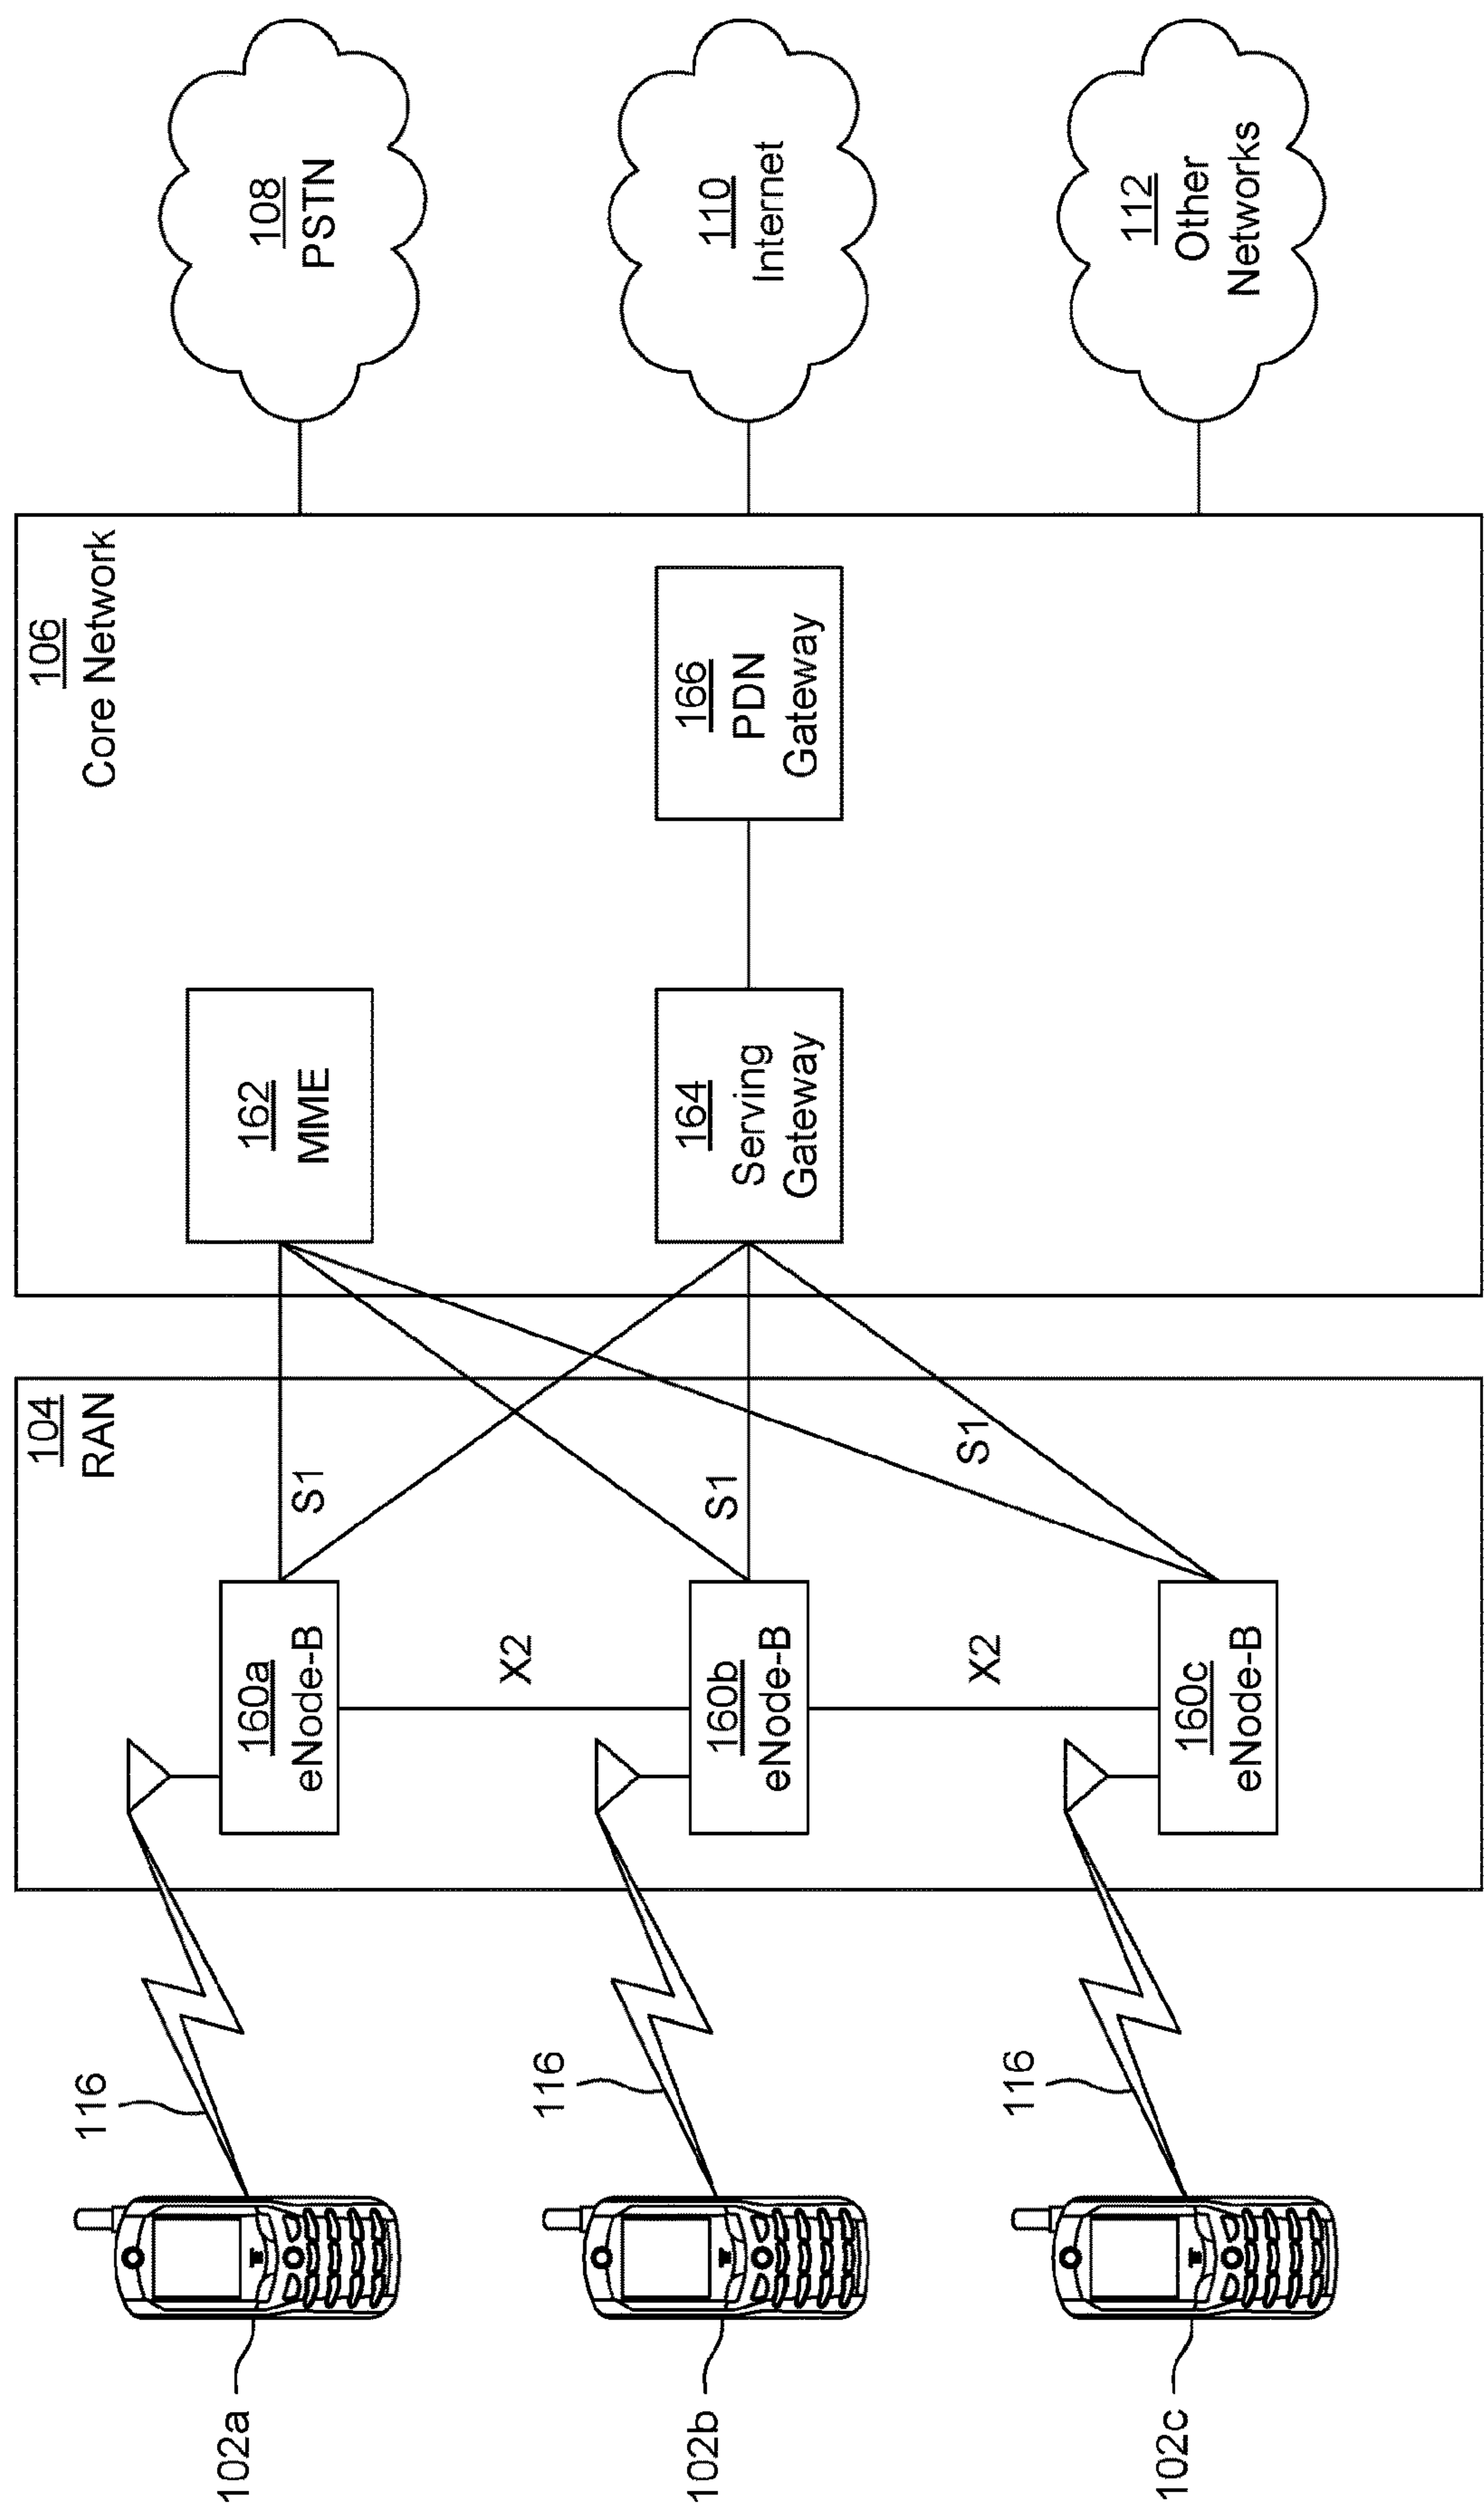 102a
116
104
RAN
160a
eNode-B
S1
X2
102b
116
160b
eNode-B
S1
X2
102c
116
160c
eNode-B
S1
106
Core Network
162
MME
164
Serving
Gateway
166
PDN
Gateway
108
PSTN
110
Internet
112
Other
Networks